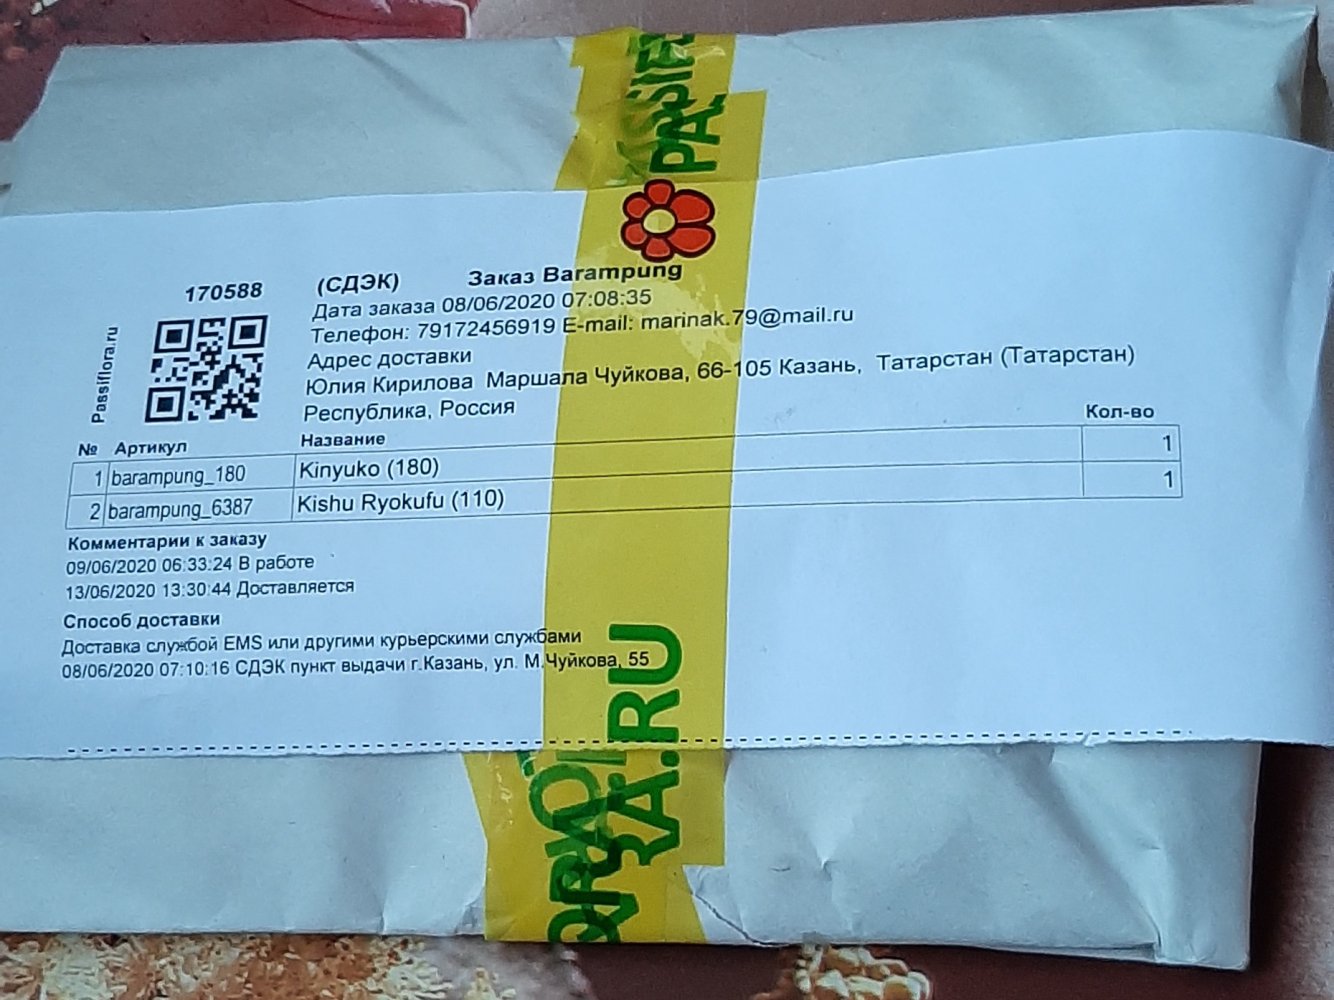 PASSIF
170588 (СДЭК) Заказ Barampung
Дата заказа 08/06/2020 07:08:35
Телефон: 79172456919 E-mail: marinak.79@mail.ru
Адрес доставки
Юлия Кирилова Маршала Чуйкова, 66-105 Казань, Татарстан (Татарстан)
Республика, Россия
Passiflora.ru
№ Артикул Название Кол-во
1 barampung_180 Kinyuko (180) 1
2 barampung_6387 Kishu Ryokufu (110) 1
Комментарии к заказу
09/06/2020 06:33:24 В работе
13/06/2020 13:30:44 Доставляется
Способ доставки
Доставка службой EMS или другими курьерскими службами
08/06/2020 07:10:16 СДЭК пункт выдачи г.Казань, ул. М.Чуйкова, 55
RA.RU